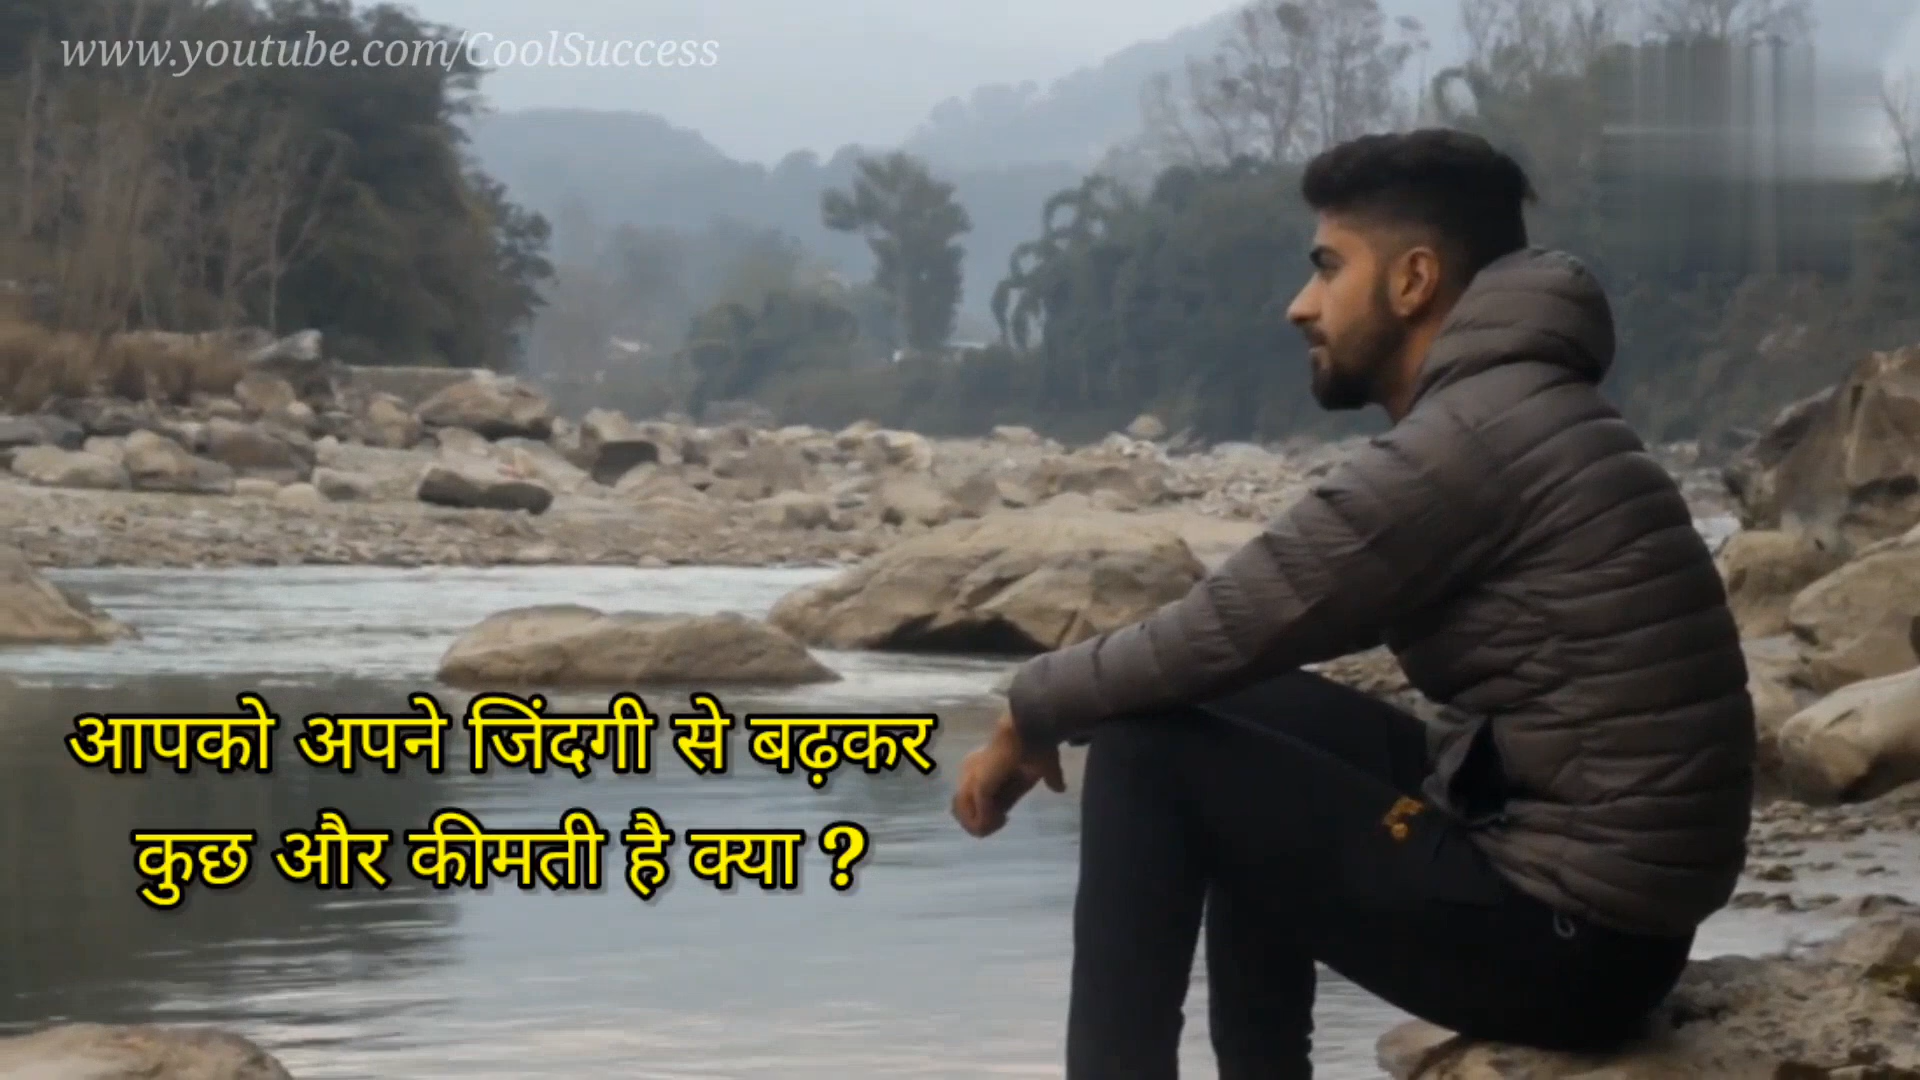 www.youtube.com/CoolSuccess
आपको अपने जिंदगी से बढ़कर
कुछ और कीमती है क्या ?